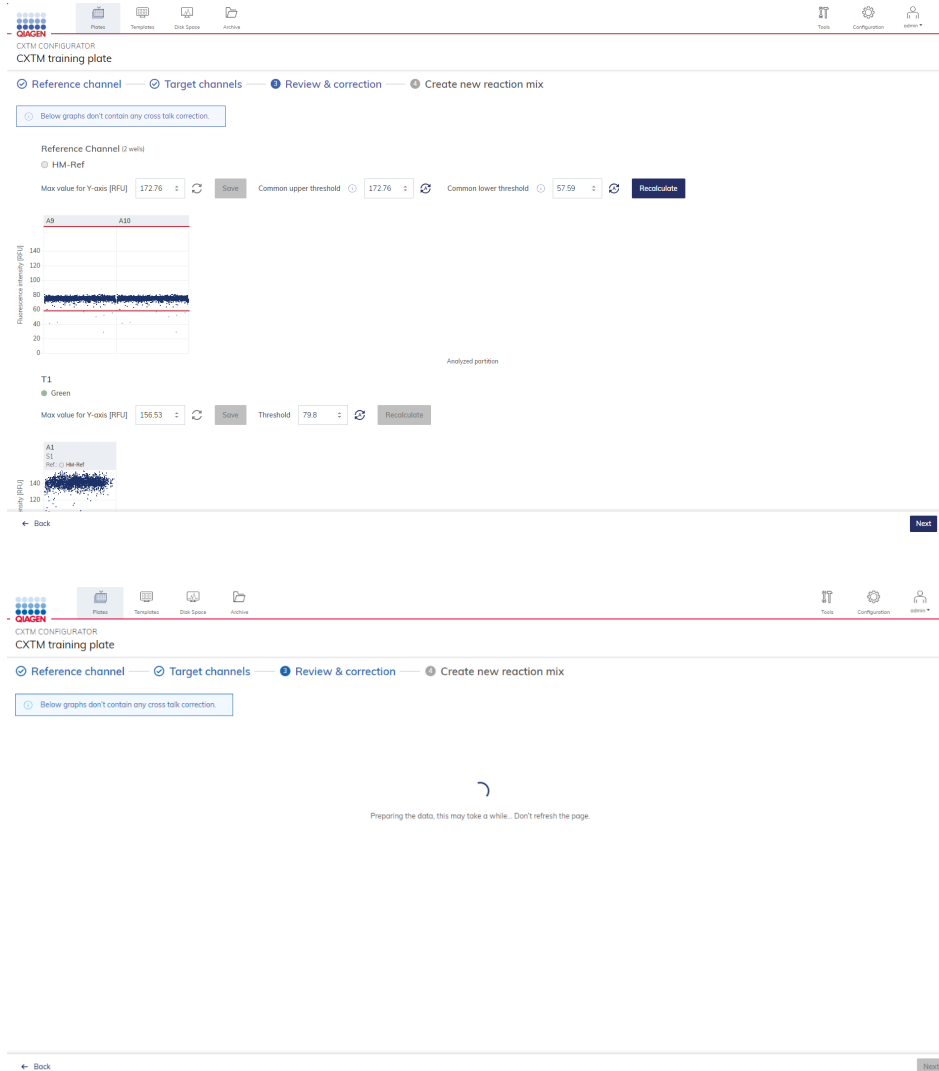 QIAGEN
Plates Templates Disk Space Archive Tools Configuration admin
CXTM CONFIGURATOR
CXTM training plate
Reference channel Target channels 3 Review & correction 4 Create new reaction mix
Below graphs don't contain any cross talk correction.
Reference Channel (2 wells)
HM-Ref
Max value for Y-axis [RFU] 172.76 Save Common upper threshold 172.76 Common lower threshold 57.59 Recalculate
A9 A10
Fluorescence intensity [RFU]
140
120
100
80
60
40
20
0
Analyzed partition
T1
Green
Max value for Y-axis [RFU] 156.53 Save Threshold 79.8 Recalculate
A1
S1
Ref.: HM-Ref
nsity [RFU]
140
120
← Back Next
QIAGEN
Plates Templates Disk Space Archive Tools Configuration admin
CXTM CONFIGURATOR
CXTM training plate
Reference channel Target channels 3 Review & correction 4 Create new reaction mix
Below graphs don't contain any cross talk correction.
Preparing the data, this may take a while... Don't refresh the page.
← Back Next